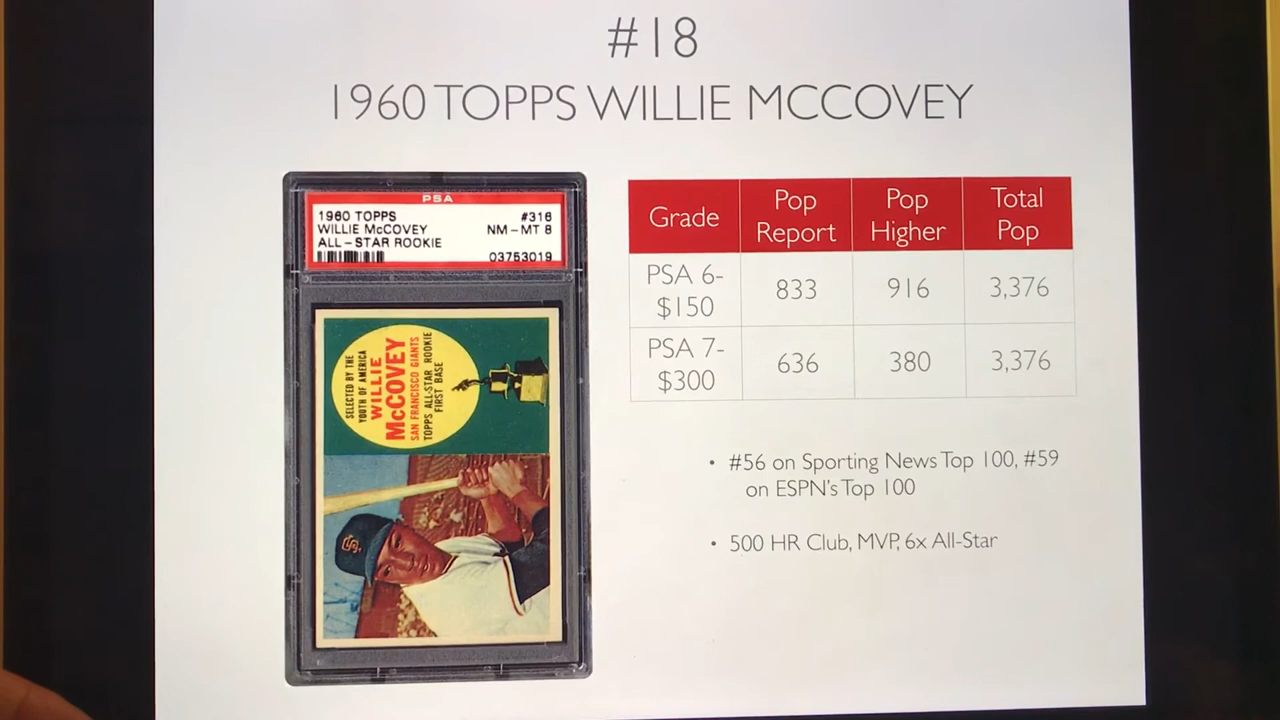 #18
1960 TOPPS WILLIE MCCOVEY
PSA
1960 TOPPS #316
WILLIE McCOVEY NM-MT 8
ALL-STAR ROOKIE
03753019
SELECTED BY THE
YOUTH OF AMERICA
WILLIE
McCOVEY
SAN FRANCISCO GIANTS
TOPPS ALL-STAR ROOKIE
FIRST BASE
SF
Grade Pop Report Pop Higher Total Pop
PSA 6-$150 833 916 3,376
PSA 7-$300 636 380 3,376
• #56 on Sporting News Top 100, #59
on ESPN's Top 100
• 500 HR Club, MVP, 6x All-Star